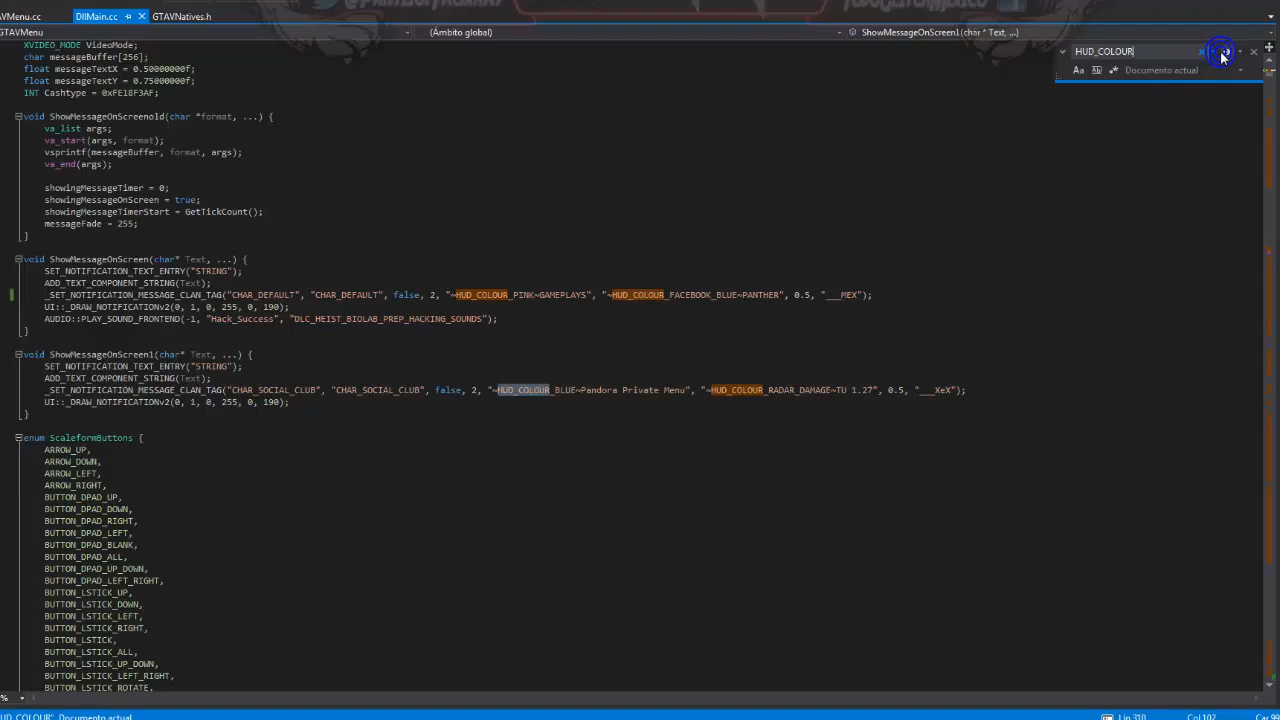 AVMenu.cc DllMain.cc GTAVNatives.h
GTAVMenu (Ámbito global) ShowMessageOnScreen1(char * Text, ...)
HUD_COLOUR
Documento actual
XVIDEO_MODE VideoMode;
char messageBuffer[256];
float messageTextX = 0.50000000f;
float messageTextY = 0.75000000f;
INT Cashtype = 0xFE18F3AF;
void ShowMessageOnScreenold(char *format, ...) {
va_list args;
va_start(args, format);
vsprintf(messageBuffer, format, args);
va_end(args);
showingMessageTimer = 0;
showingMessageOnScreen = true;
showingMessageTimerStart = GetTickCount();
messageFade = 255;
}
void ShowMessageOnScreen(char* Text, ...) {
SET_NOTIFICATION_TEXT_ENTRY("STRING");
ADD_TEXT_COMPONENT_STRING(Text);
_SET_NOTIFICATION_MESSAGE_CLAN_TAG("CHAR_DEFAULT", "CHAR_DEFAULT", false, 2, "~HUD_COLOUR_PINK~GAMEPLAYS", "~HUD_COLOUR_FACEBOOK_BLUE~PANTHER", 0.5, "___MEX");
UI::_DRAW_NOTIFICATIONv2(0, 1, 0, 255, 0, 190);
AUDIO::PLAY_SOUND_FRONTEND(-1, "Hack_Success", "DLC_HEIST_BIOLAB_PREP_HACKING_SOUNDS");
}
void ShowMessageOnScreen1(char* Text, ...) {
SET_NOTIFICATION_TEXT_ENTRY("STRING");
ADD_TEXT_COMPONENT_STRING(Text);
_SET_NOTIFICATION_MESSAGE_CLAN_TAG("CHAR_SOCIAL_CLUB", "CHAR_SOCIAL_CLUB", false, 2, "~HUD_COLOUR_BLUE~Pandora Private Menu", "~HUD_COLOUR_RADAR_DAMAGE~TU 1.27", 0.5, "___XeX");
UI::_DRAW_NOTIFICATIONv2(0, 1, 0, 255, 0, 190);
}
enum ScaleformButtons {
ARROW_UP,
ARROW_DOWN,
ARROW_LEFT,
ARROW_RIGHT,
BUTTON_DPAD_UP,
BUTTON_DPAD_DOWN,
BUTTON_DPAD_RIGHT,
BUTTON_DPAD_LEFT,
BUTTON_DPAD_BLANK,
BUTTON_DPAD_ALL,
BUTTON_DPAD_UP_DOWN,
BUTTON_DPAD_LEFT_RIGHT,
BUTTON_LSTICK_UP,
BUTTON_LSTICK_DOWN,
BUTTON_LSTICK_LEFT,
BUTTON_LSTICK_RIGHT,
BUTTON_LSTICK,
BUTTON_LSTICK_ALL,
BUTTON_LSTICK_UP_DOWN,
BUTTON_LSTICK_LEFT_RIGHT,
BUTTON_LSTICK_ROTATE,
%
UD_COLOUR", Documento actual Lín 310 Col 102 Car 99